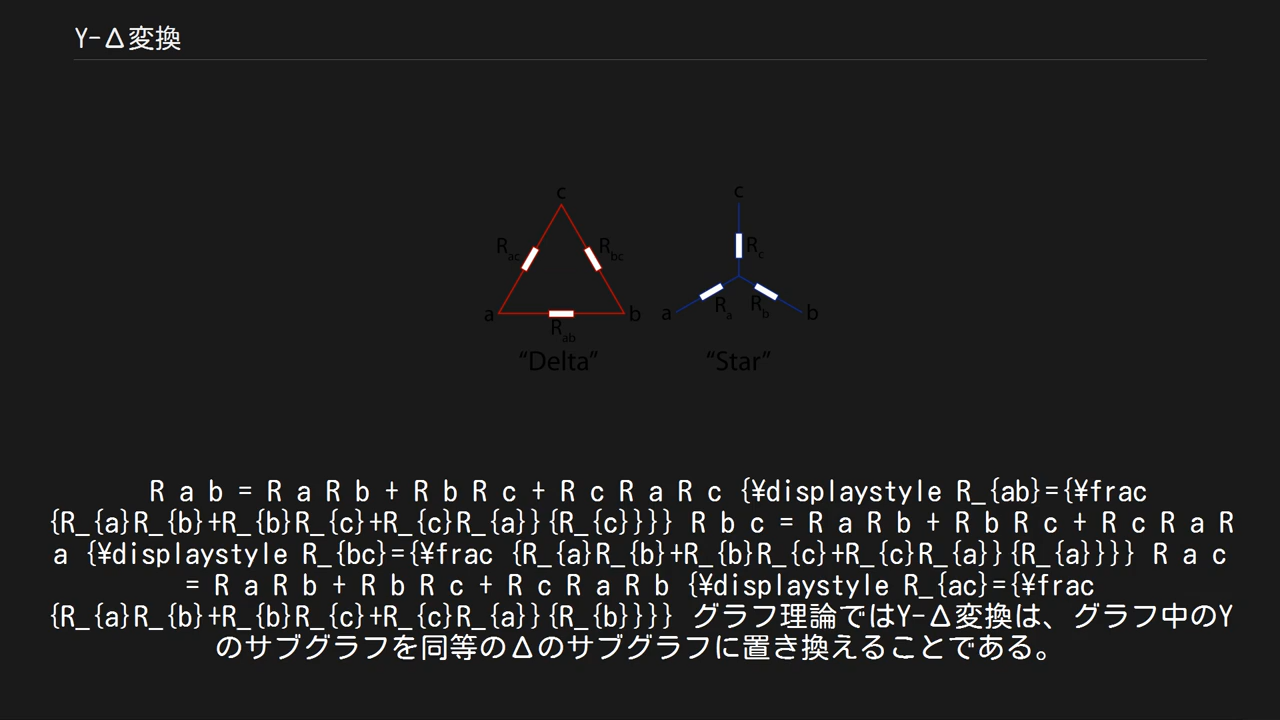 Y-Δ変換
c
c
R_ac
R_bc
R_c
a
b
a
b
R_a
R_b
R_ab
“Delta”
“Star”
R a b = R a R b + R b R c + R c R a R c {¥displaystyle R_{ab}={¥frac
{R_{a}R_{b}+R_{b}R_{c}+R_{c}R_{a}}{R_{c}}}} R b c = R a R b + R b R c + R c R a R
a {¥displaystyle R_{bc}={¥frac {R_{a}R_{b}+R_{b}R_{c}+R_{c}R_{a}}{R_{a}}}} R a c
= R a R b + R b R c + R c R a R b {¥displaystyle R_{ac}={¥frac
{R_{a}R_{b}+R_{b}R_{c}+R_{c}R_{a}}{R_{b}}}} グラフ理論ではY-Δ変換は、グラフ中のY
のサブグラフを同等のΔのサブグラフに置き換えることである。